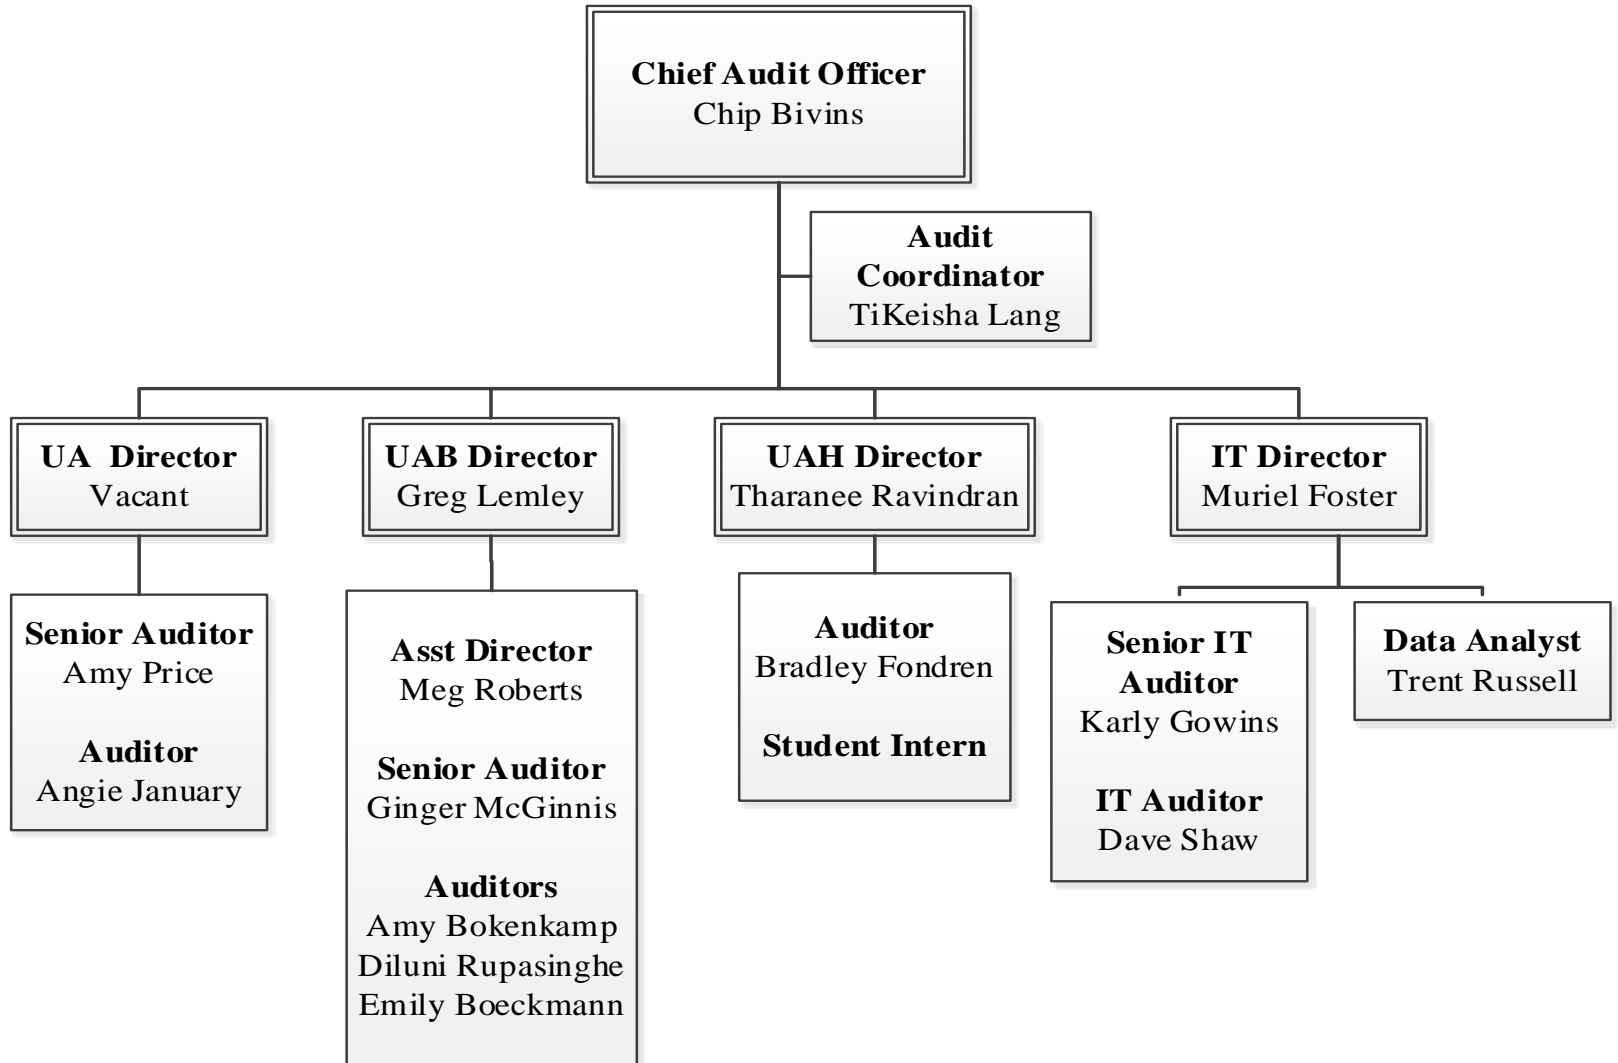 Chief Audit Officer
Chip Bivins
Audit
Coordinator
TiKeisha Lang
UA Director
Vacant
UAB Director
Greg Lemley
UAH Director
Tharanee Ravindran
IT Director
Muriel Foster
Senior Auditor
Amy Price
Auditor
Angie January
Asst Director
Meg Roberts
Senior Auditor
Ginger McGinnis
Auditors
Amy Bokenkamp
Diluni Rupasinghe
Emily Boeckmann
Auditor
Bradley Fondren
Student Intern
Senior IT
Auditor
Karly Gowins
IT Auditor
Dave Shaw
Data Analyst
Trent Russell